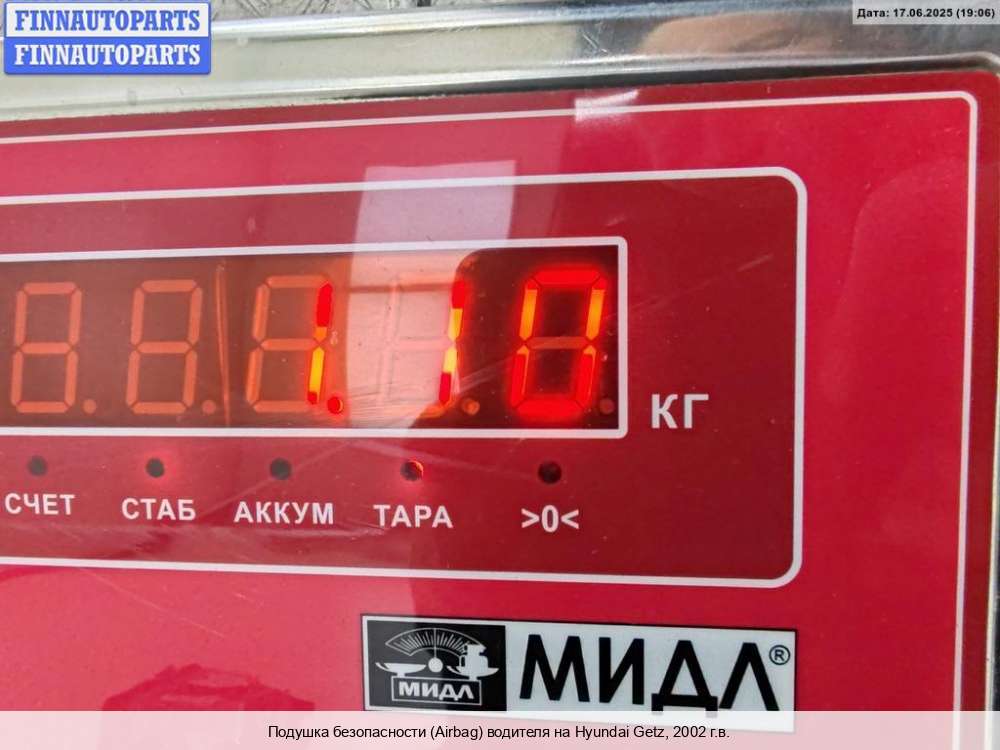 FINNAUTOPARTS
FINNAUTOPARTS
Дата: 17.06.2025 (19:06)
1.10
КГ
СЧЕТ СТАБ АККУМ ТАРА >0<
МИДЛ МИДЛ®
Подушка безопасности (Airbag) водителя на Hyundai Getz, 2002 г.в.